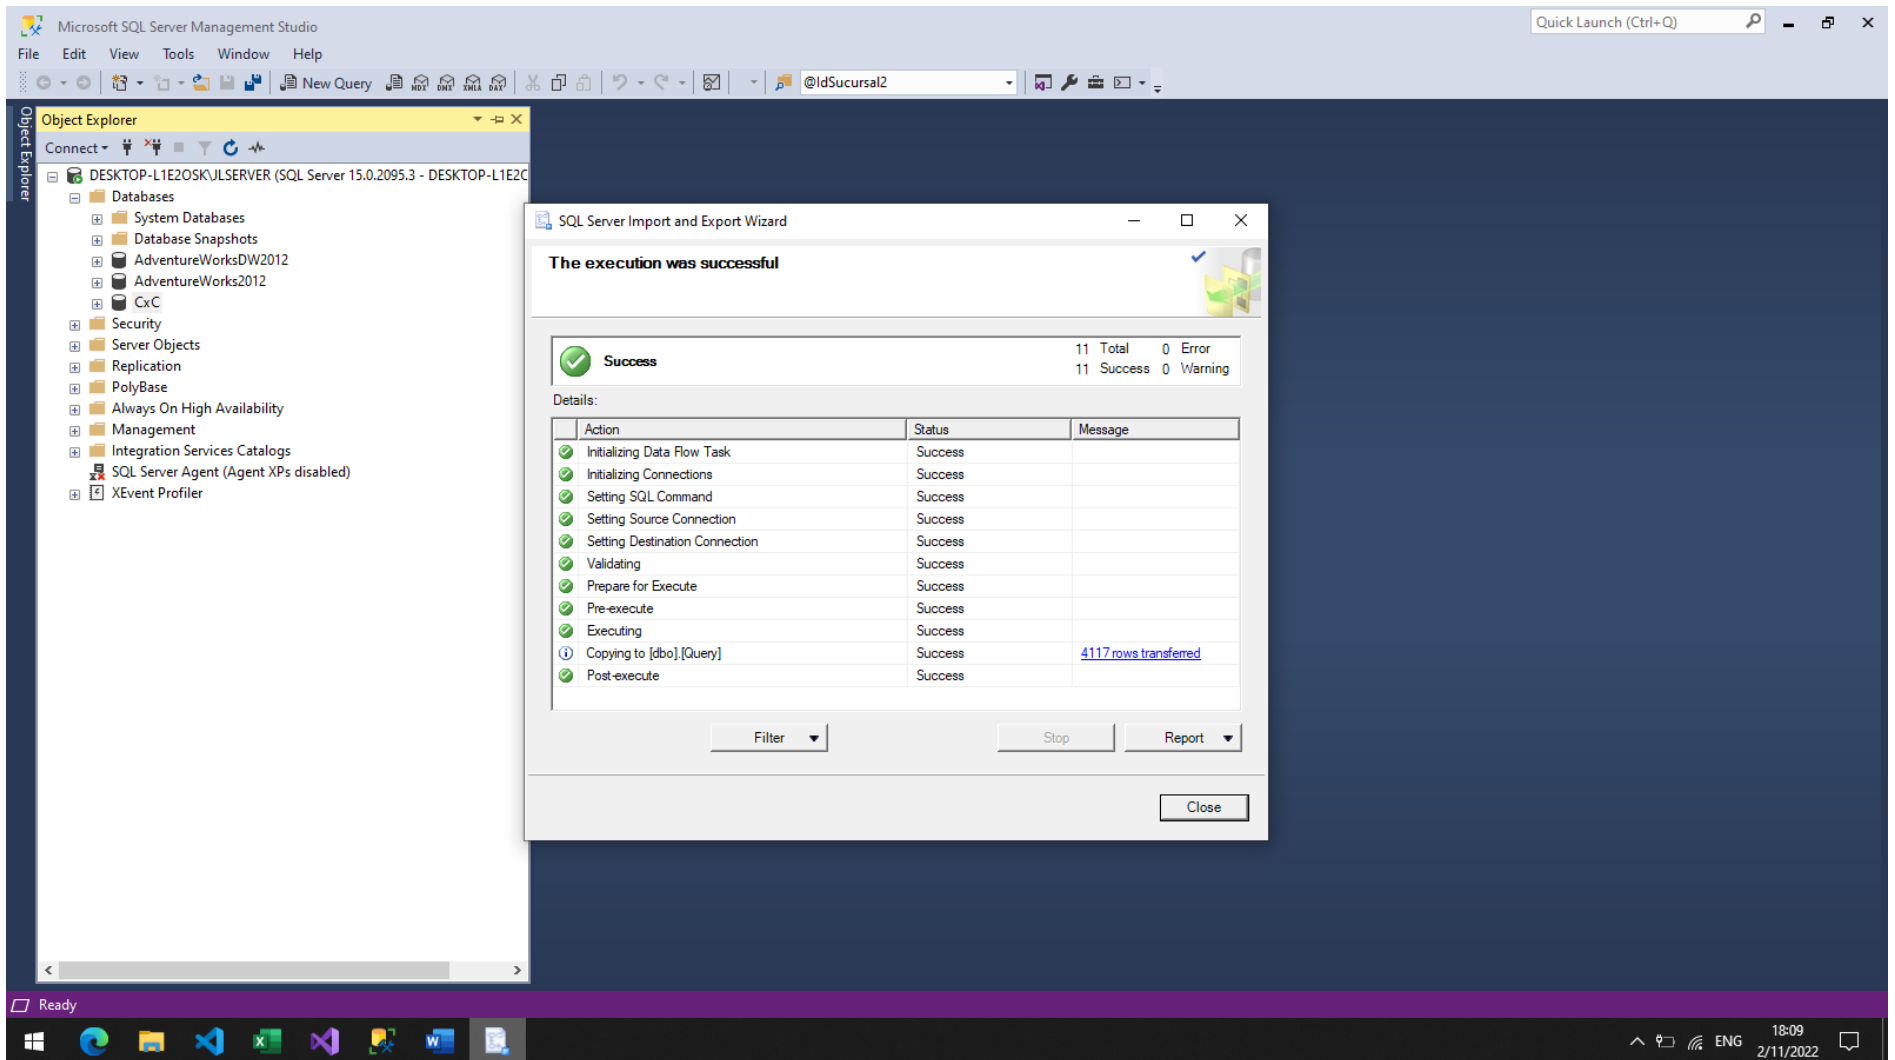 Microsoft SQL Server Management Studio
Quick Launch (Ctrl+Q)
File Edit View Tools Window Help
New Query
MDX DMX XMLA DAX
@IdSucursal2
Object Explorer
Object Explorer
Connect
DESKTOP-L1E2OSK\JLSERVER (SQL Server 15.0.2095.3 - DESKTOP-L1E2C
Databases
System Databases
Database Snapshots
AdventureWorksDW2012
AdventureWorks2012
CxC
Security
Server Objects
Replication
PolyBase
Always On High Availability
Management
Integration Services Catalogs
SQL Server Agent (Agent XPs disabled)
XEvent Profiler
SQL Server Import and Export Wizard
The execution was successful
Success
11 Total 0 Error
11 Success 0 Warning
Details:
Action Status Message
Initializing Data Flow Task Success
Initializing Connections Success
Setting SQL Command Success
Setting Source Connection Success
Setting Destination Connection Success
Validating Success
Prepare for Execute Success
Pre-execute Success
Executing Success
Copying to [dbo].[Query] Success 4117 rows transferred
Post-execute Success
Filter Stop Report
Close
Ready
ENG
18:09
2/11/2022